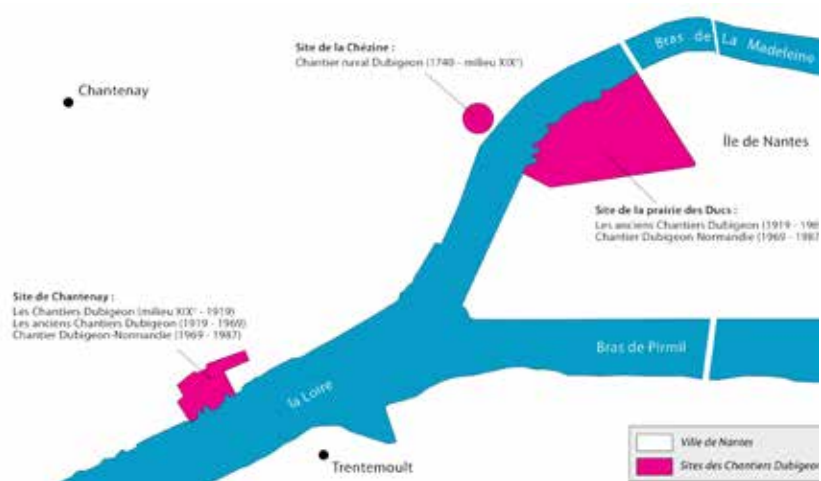 Site de la Chézine :
Chantier naval Dubigeon (1740 - milieu XIXᵉ)
Bras de La Madeleine
Chantenay
Île de Nantes
Site de la prairie des Ducs :
Les anciens Chantiers Dubigeon (1919 - 196
Chantier Dubigeon Normandie (1969 - 1987
Site de Chantenay :
Les Chantiers Dubigeon (milieu XIXᵉ - 1919)
Les anciens Chantiers Dubigeon (1919 - 1969)
Chantier Dubigeon-Normandie (1969 - 1987)
Bras de Pirmil
la Loire
Trentemoult
Ville de Nantes
Sites des Chantiers Dubigeon